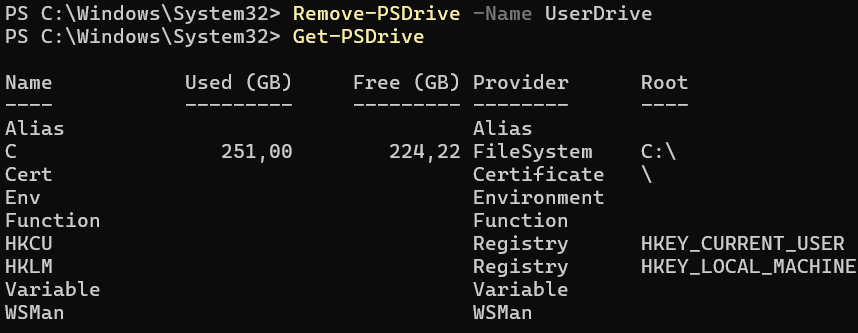 PS C:\Windows\System32> Remove-PSDrive -Name UserDrive
PS C:\Windows\System32> Get-PSDrive
Name           Used (GB)     Free (GB) Provider      Root
----           ---------     --------- --------      ----
Alias                                  Alias
C                 251,00        224,22 FileSystem    C:\
Cert                                   Certificate   \
Env                                    Environment
Function                               Function
HKCU                                   Registry      HKEY_CURRENT_USER
HKLM                                   Registry      HKEY_LOCAL_MACHINE
Variable                               Variable
WSMan                                  WSMan